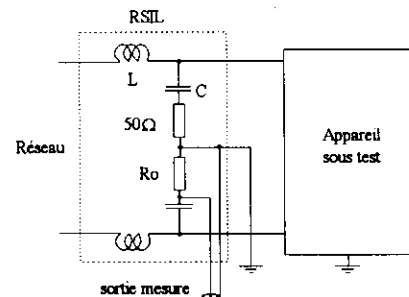 RSIL
L
C
50Ω
Réseau
Ro
Appareil
sous test
sortie mesure